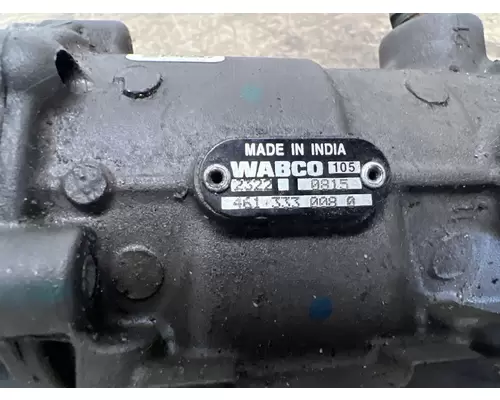 MADE IN INDIA
WABCO 105
2322 0815
461 333 008 0